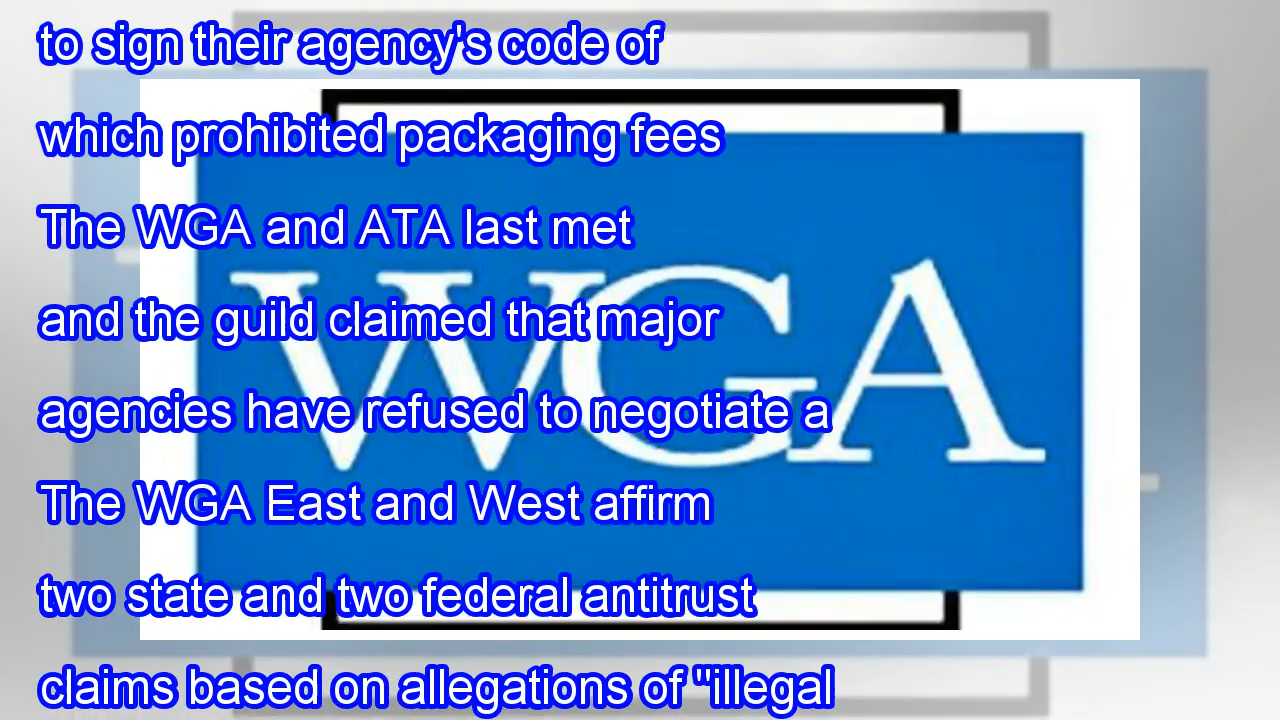 to sign their agency's code of
which prohibited packaging fees
The WGA and ATA last met
and the guild claimed that major
agencies have refused to negotiate a
The WGA East and West affirm
two state and two federal antitrust
claims based on allegations of "illegal
WGA